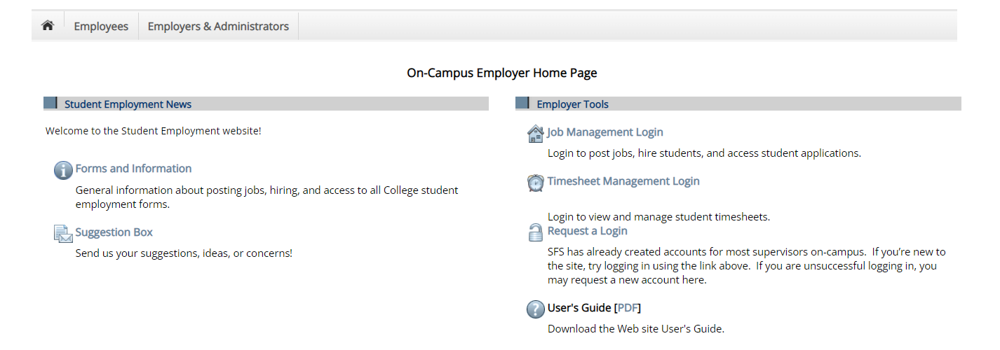 Employees Employers & Administrators
On-Campus Employer Home Page
Student Employment News
Welcome to the Student Employment website!
Forms and Information
General information about posting jobs, hiring, and access to all College student
employment forms.
Suggestion Box
Send us your suggestions, ideas, or concerns!
Employer Tools
Job Management Login
Login to post jobs, hire students, and access student applications.
Timesheet Management Login
Login to view and manage student timesheets.
Request a Login
SFS has already created accounts for most supervisors on-campus.  If you’re new to
the site, try logging in using the link above.  If you are unsuccessful logging in, you
may request a new account here.
User's Guide [PDF]
Download the Web site User's Guide.